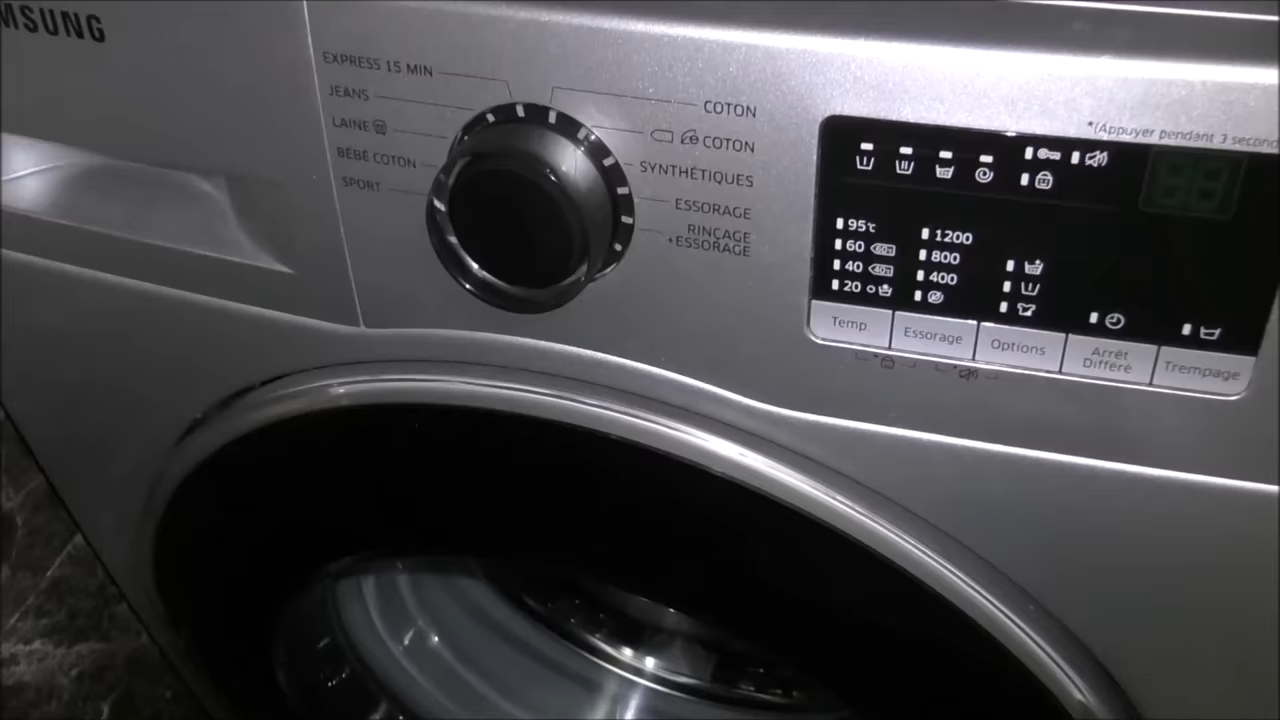 MSUNG
EXPRESS 15 MIN
JEANS
LAINE
BÉBÉ COTON
SPORT
COTON
COTON
SYNTHÉTIQUES
ESSORAGE
RINÇAGE
+ESSORAGE
*(Appuyer pendant 3 second
95°c
60
40
20
1200
800
400
Temp.
Essorage
Options
Arrêt
Différé
Trempage